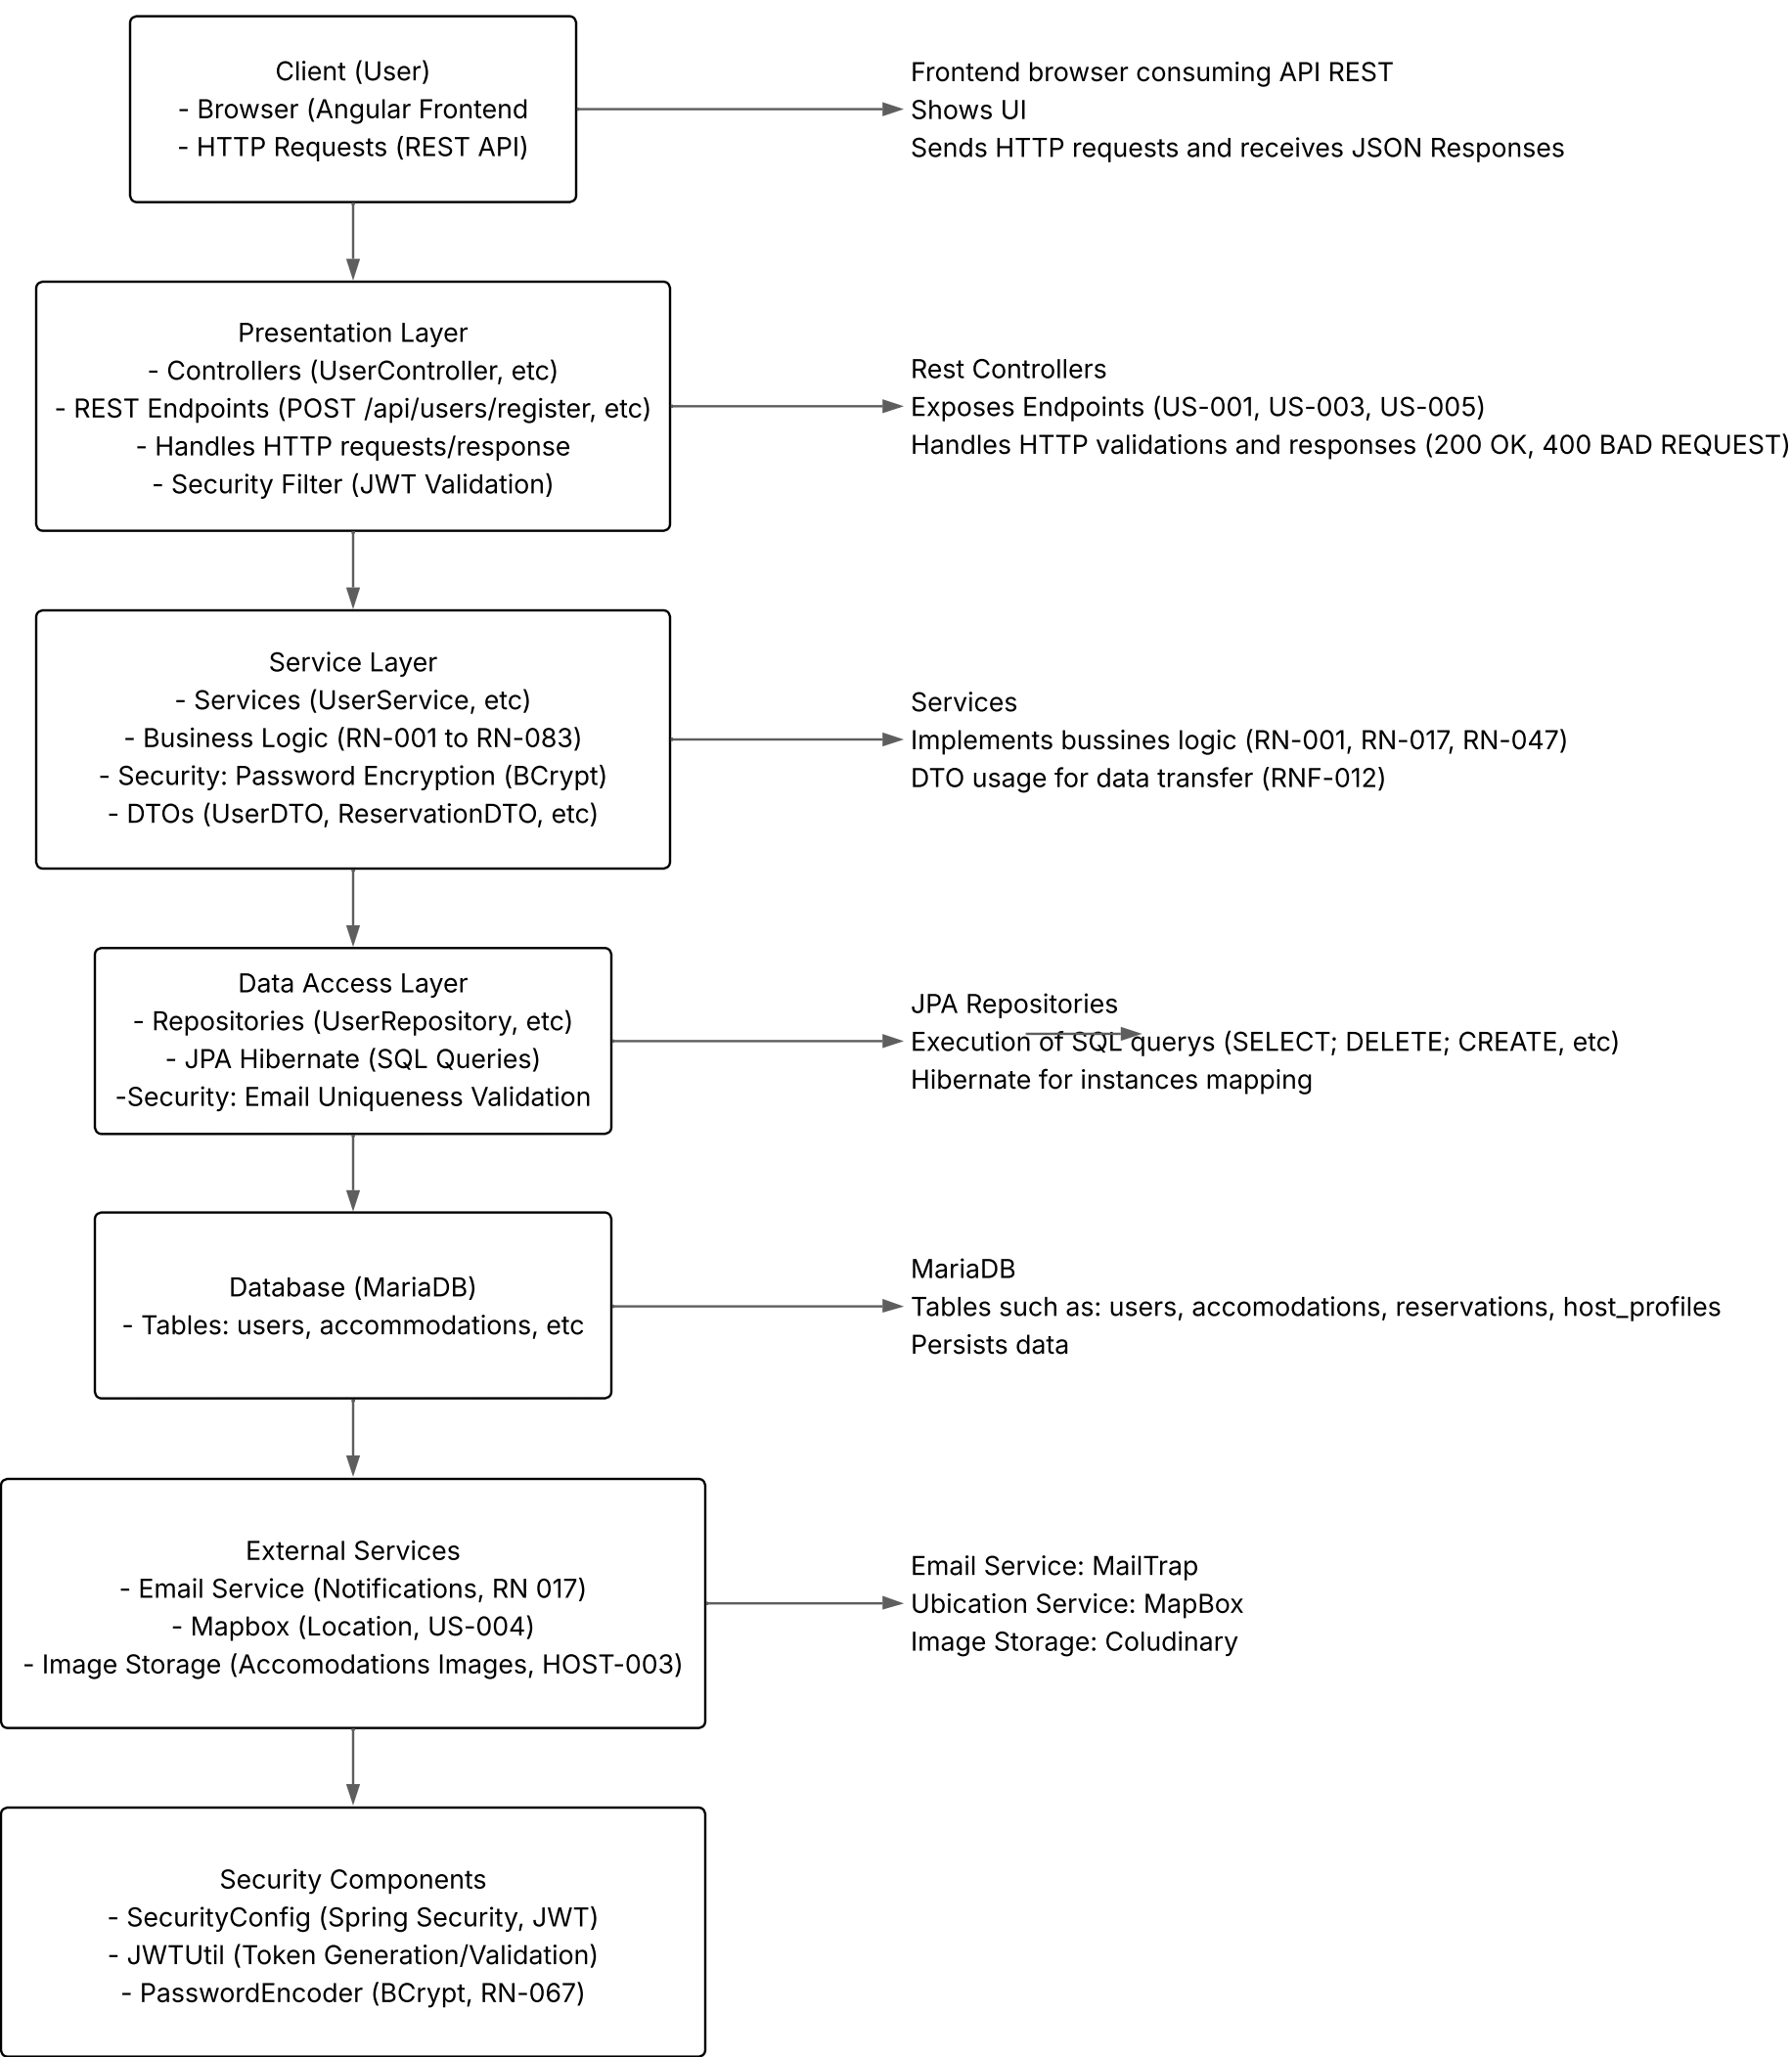 Client (User)
- Browser (Angular Frontend
- HTTP Requests (REST API)
Frontend browser consuming API REST
Shows UI
Sends HTTP requests and receives JSON Responses
Presentation Layer
- Controllers (UserController, etc)
- REST Endpoints (POST /api/users/register, etc)
- Handles HTTP requests/response
- Security Filter (JWT Validation)
Rest Controllers
Exposes Endpoints (US-001, US-003, US-005)
Handles HTTP validations and responses (200 OK, 400 BAD REQUEST)
Service Layer
- Services (UserService, etc)
- Business Logic (RN-001 to RN-083)
- Security: Password Encryption (BCrypt)
- DTOs (UserDTO, ReservationDTO, etc)
Services
Implements bussines logic (RN-001, RN-017, RN-047)
DTO usage for data transfer (RNF-012)
Data Access Layer
- Repositories (UserRepository, etc)
- JPA Hibernate (SQL Queries)
-Security: Email Uniqueness Validation
JPA Repositories
Execution of SQL querys (SELECT; DELETE; CREATE, etc)
Hibernate for instances mapping
Database (MariaDB)
- Tables: users, accommodations, etc
MariaDB
Tables such as: users, accomodations, reservations, host_profiles
Persists data
External Services
- Email Service (Notifications, RN 017)
- Mapbox (Location, US-004)
- Image Storage (Accomodations Images, HOST-003)
Email Service: MailTrap
Ubication Service: MapBox
Image Storage: Coludinary
Security Components
- SecurityConfig (Spring Security, JWT)
- JWTUtil (Token Generation/Validation)
- PasswordEncoder (BCrypt, RN-067)